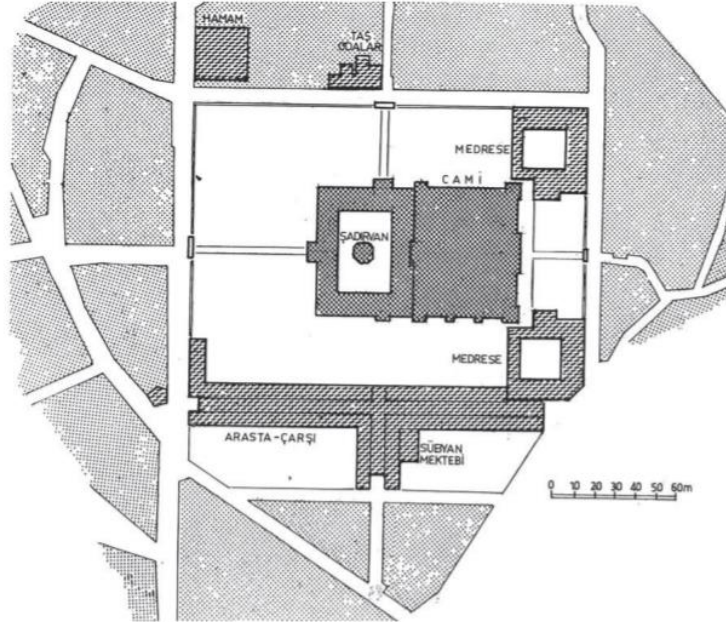 HAMAM
TAŞ
ODALAR
MEDRESE
CAMİ
ŞADIRVAN
MEDRESE
ARASTA-ÇARŞI
SÜBYAN
MEKTEBİ
0 10 20 30 40 50 60m